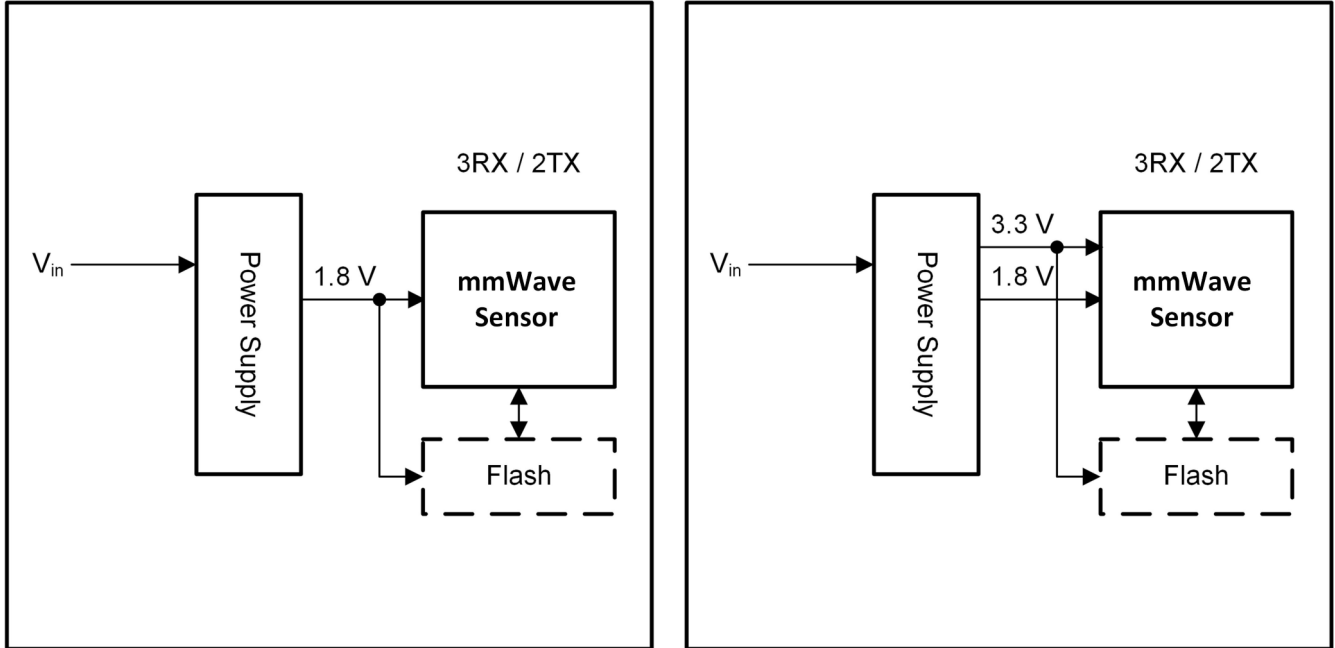 3RX / 2TX
V_in
1.8 V
Power Supply
mmWave
Sensor
Flash
3RX / 2TX
V_in
3.3 V
1.8 V
Power Supply
mmWave
Sensor
Flash